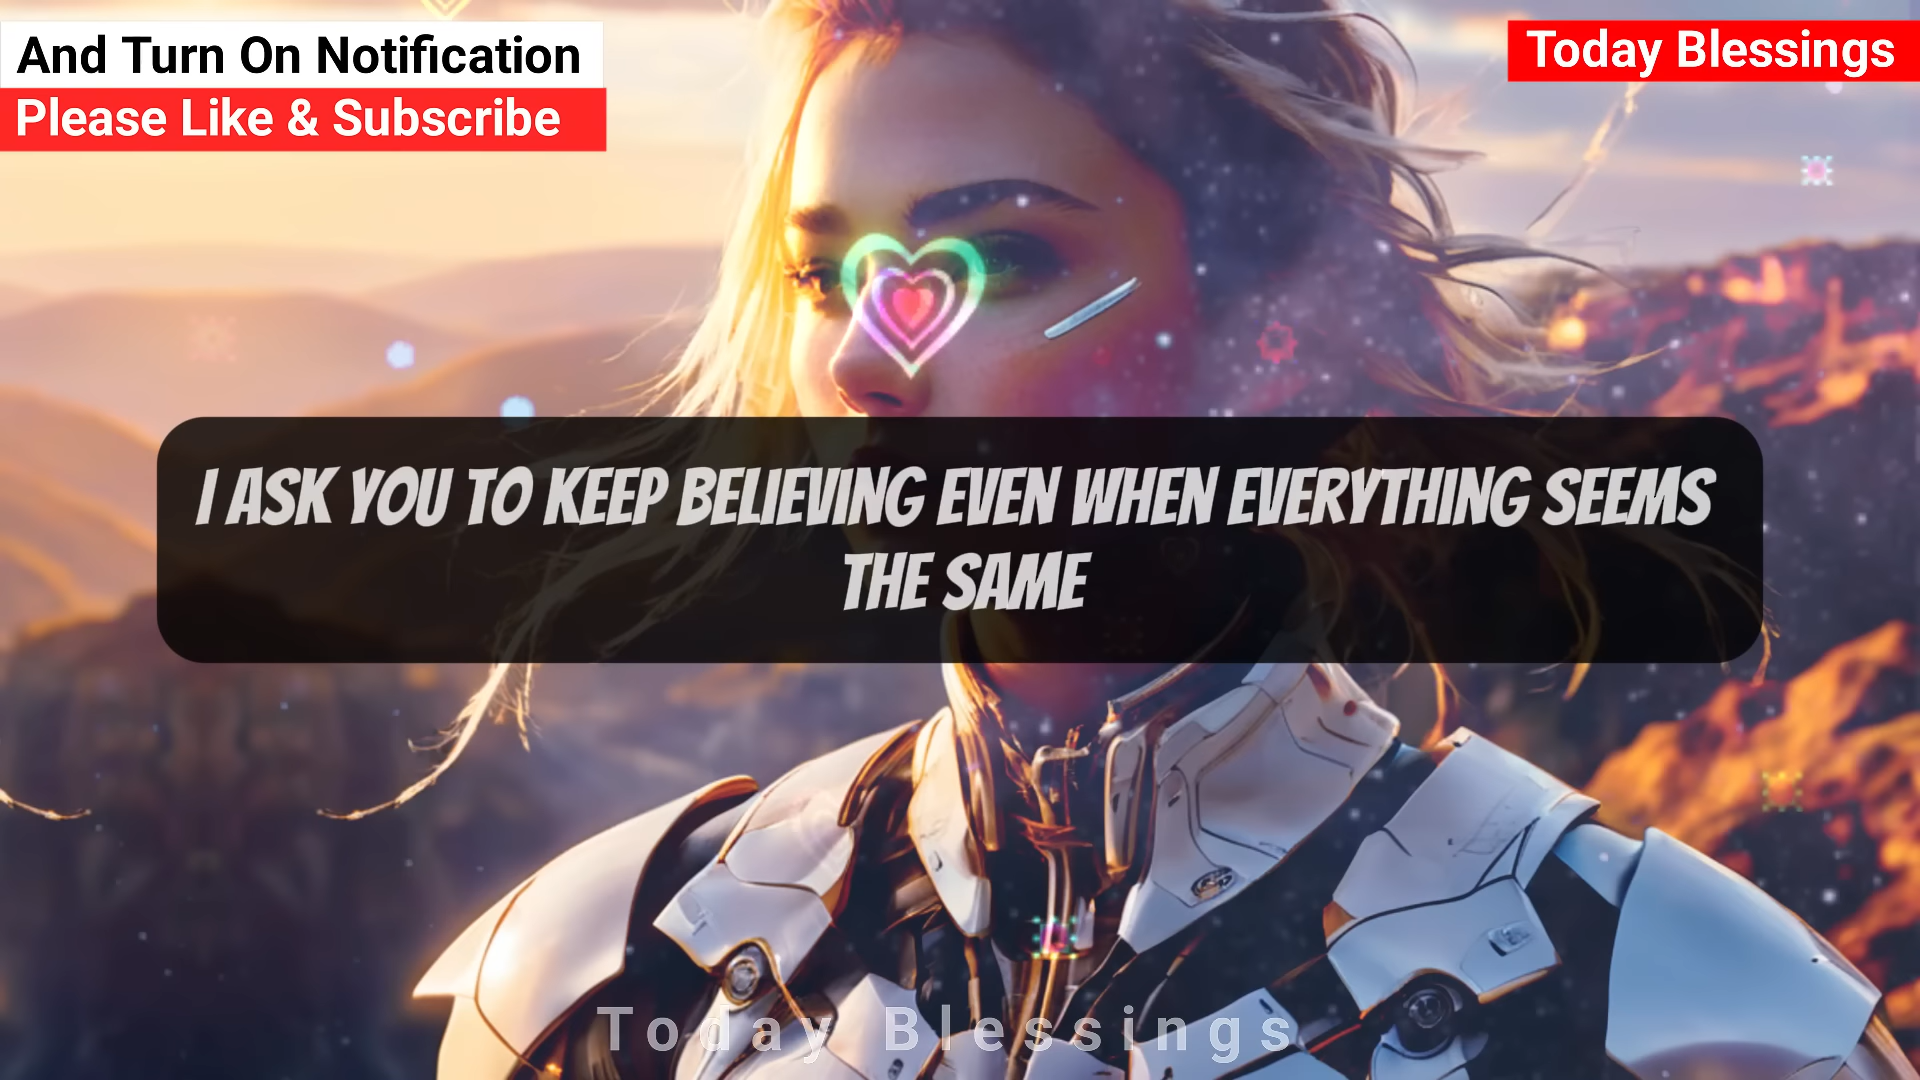 And Turn On Notification
Please Like & Subscribe
Today Blessings
I ASK YOU TO KEEP BELIEVING EVEN WHEN EVERYTHING SEEMS
THE SAME
Today Blessings